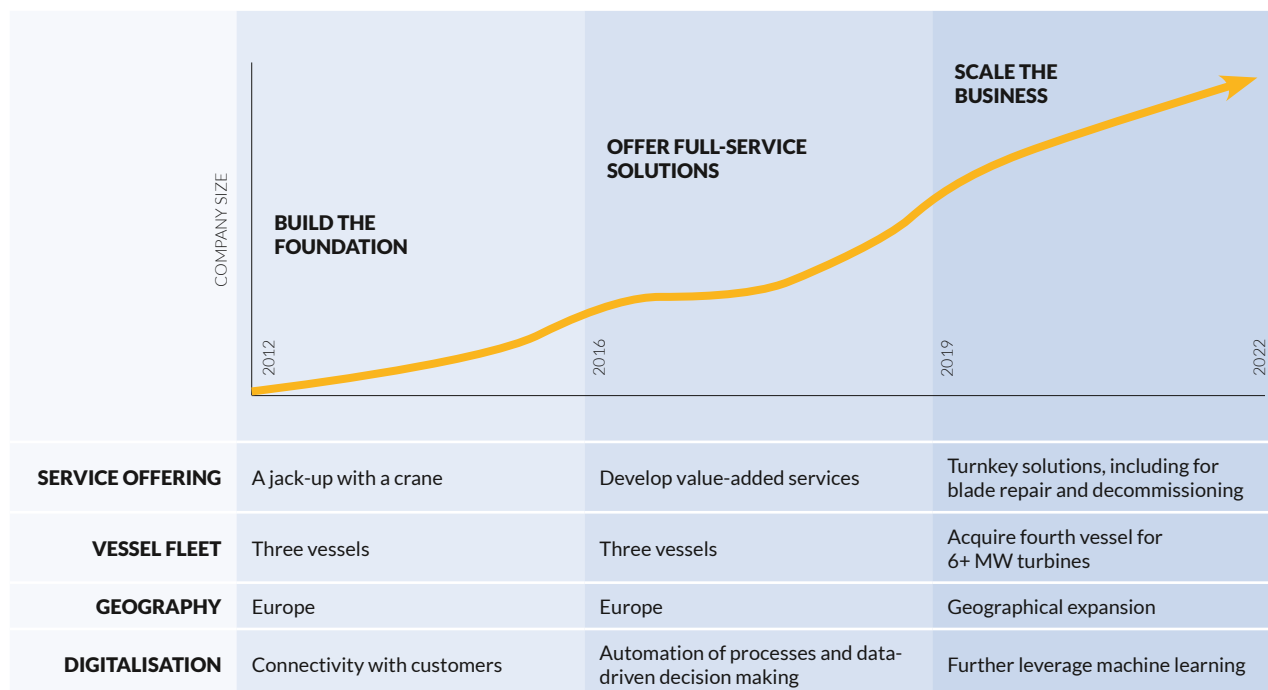 SCALE THE
BUSINESS
OFFER FULL-SERVICE
SOLUTIONS
BUILD THE
FOUNDATION
COMPANY SIZE
2012
2016
2019
2022
SERVICE OFFERING
A jack-up with a crane
Develop value-added services
Turnkey solutions, including for
blade repair and decommissioning
VESSEL FLEET
Three vessels
Three vessels
Acquire fourth vessel for
6+ MW turbines
GEOGRAPHY
Europe
Europe
Geographical expansion
DIGITALISATION
Connectivity with customers
Automation of processes and data-
driven decision making
Further leverage machine learning